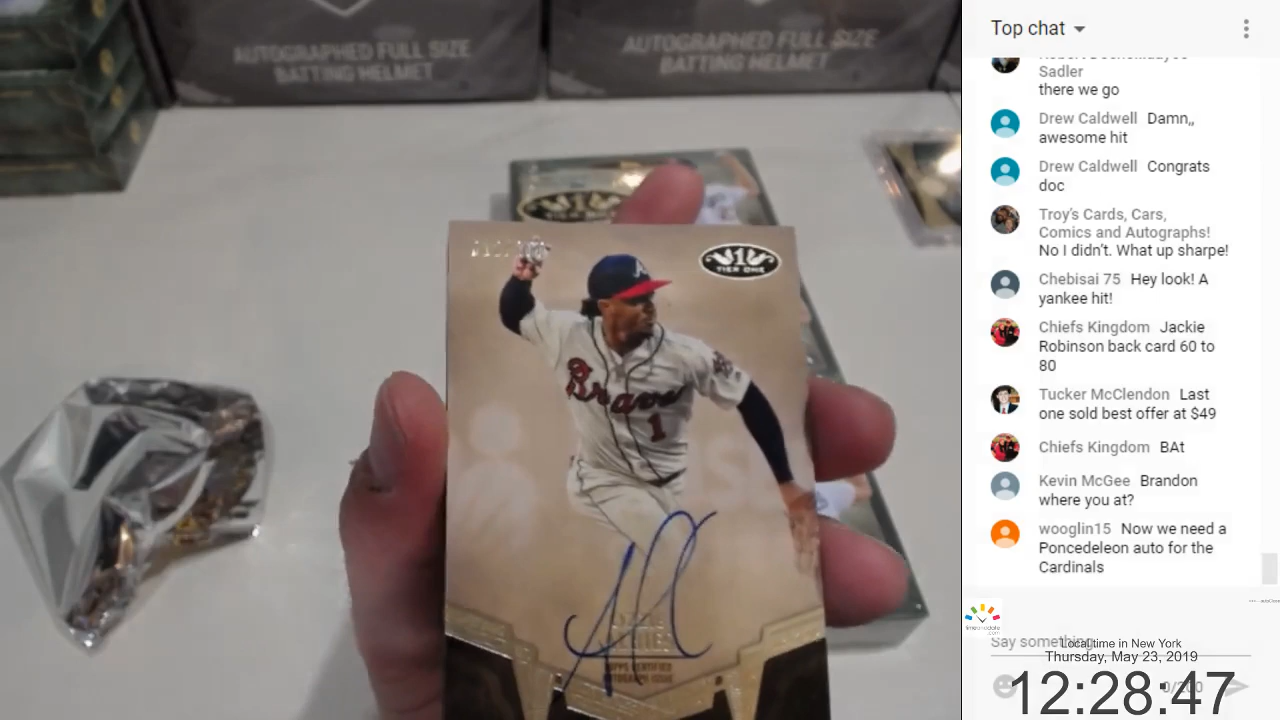 AUTOGRAPHED FULL SIZE
BATTING HELMET
AUTOGRAPHED FULL SIZE
BATTING HELMET
1
TIER ONE
A
Braves
1
TOPPS CERTIFIED
AUTOGRAPH ISSUE
Top chat
Sadler
there we go
Drew Caldwell Damn,,
awesome hit
Drew Caldwell Congrats
doc
Troy's Cards, Cars,
Comics and Autographs!
No I didn't. What up sharpe!
Chebisai 75 Hey look! A
yankee hit!
Chiefs Kingdom Jackie
Robinson back card 60 to
80
Tucker McClendon Last
one sold best offer at $49
Chiefs Kingdom BAt
Kevin McGee Brandon
where you at?
wooglin15 Now we need a
Poncedeleon auto for the
Cardinals
Say something...
Local time in New York
Thursday, May 23, 2019
12:28:47
0/200